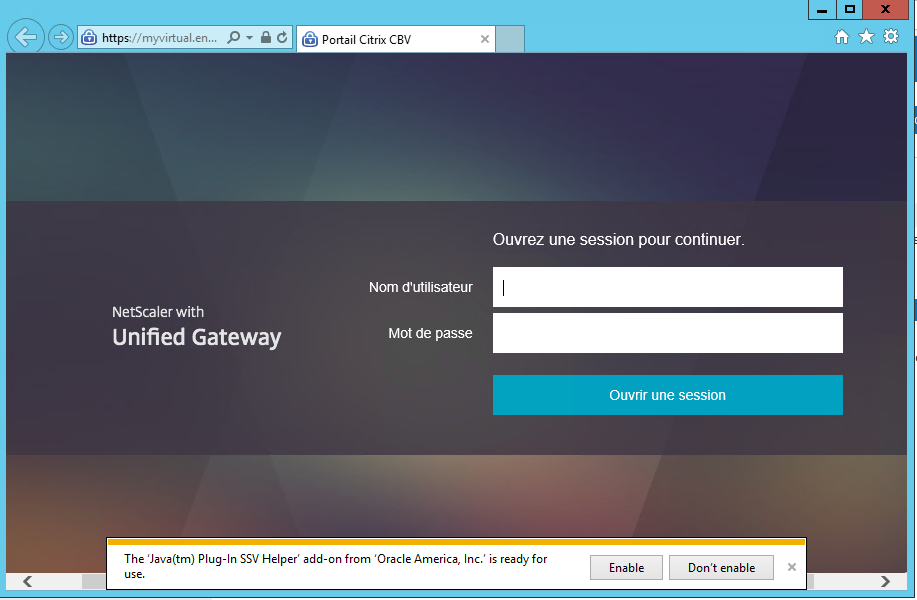 https://myvirtual.en...
Portail Citrix CBV
Ouvrez une session pour continuer.
Nom d'utilisateur
NetScaler with
Unified Gateway
Mot de passe
Ouvrir une session
The 'Java(tm) Plug-In SSV Helper' add-on from 'Oracle America, Inc.' is ready for
use.
Enable
Don't enable